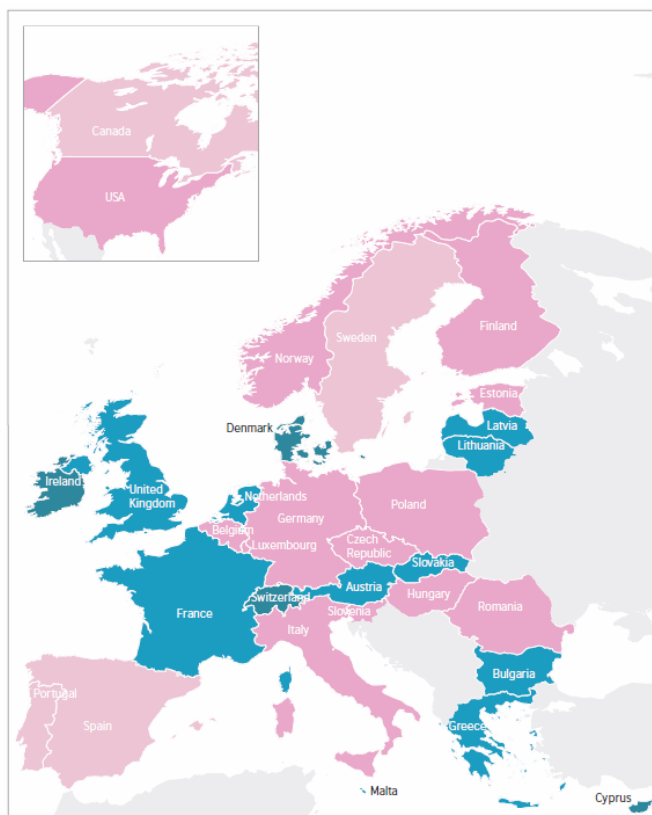 Canada
USA
Norway
Sweden
Finland
Estonia
Denmark
Latvia
Lithuania
Ireland
United
Kingdom
Netherlands
Germany
Poland
Belgium
Luxembourg
Czech
Republic
Slovakia
Switzerland
Austria
Hungary
France
Slovenia
Romania
Italy
Bulgaria
Portugal
Spain
Greece
Malta
Cyprus